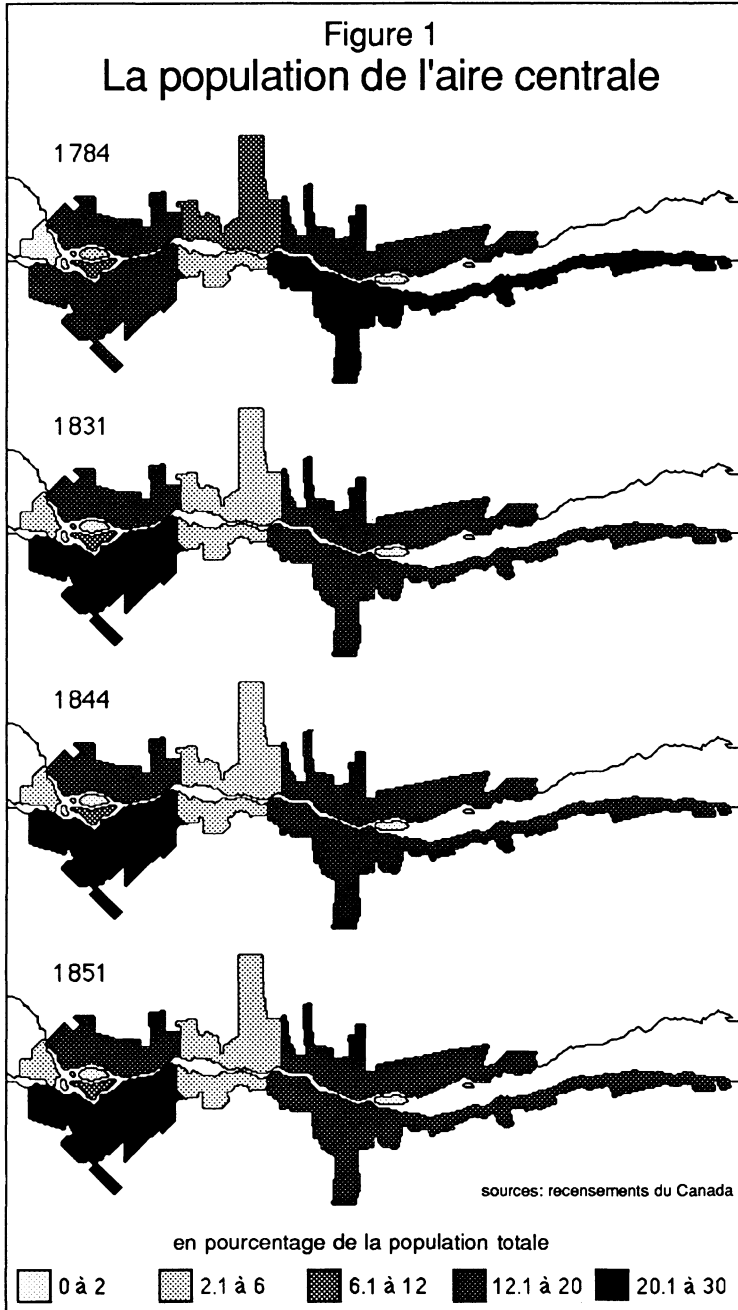 Figure 1
La population de l'aire centrale
1784
1831
1844
1851
sources: recensements du Canada
en pourcentage de la population totale
0 à 2 2.1 à 6 6.1 à 12 12.1 à 20 20.1 à 30